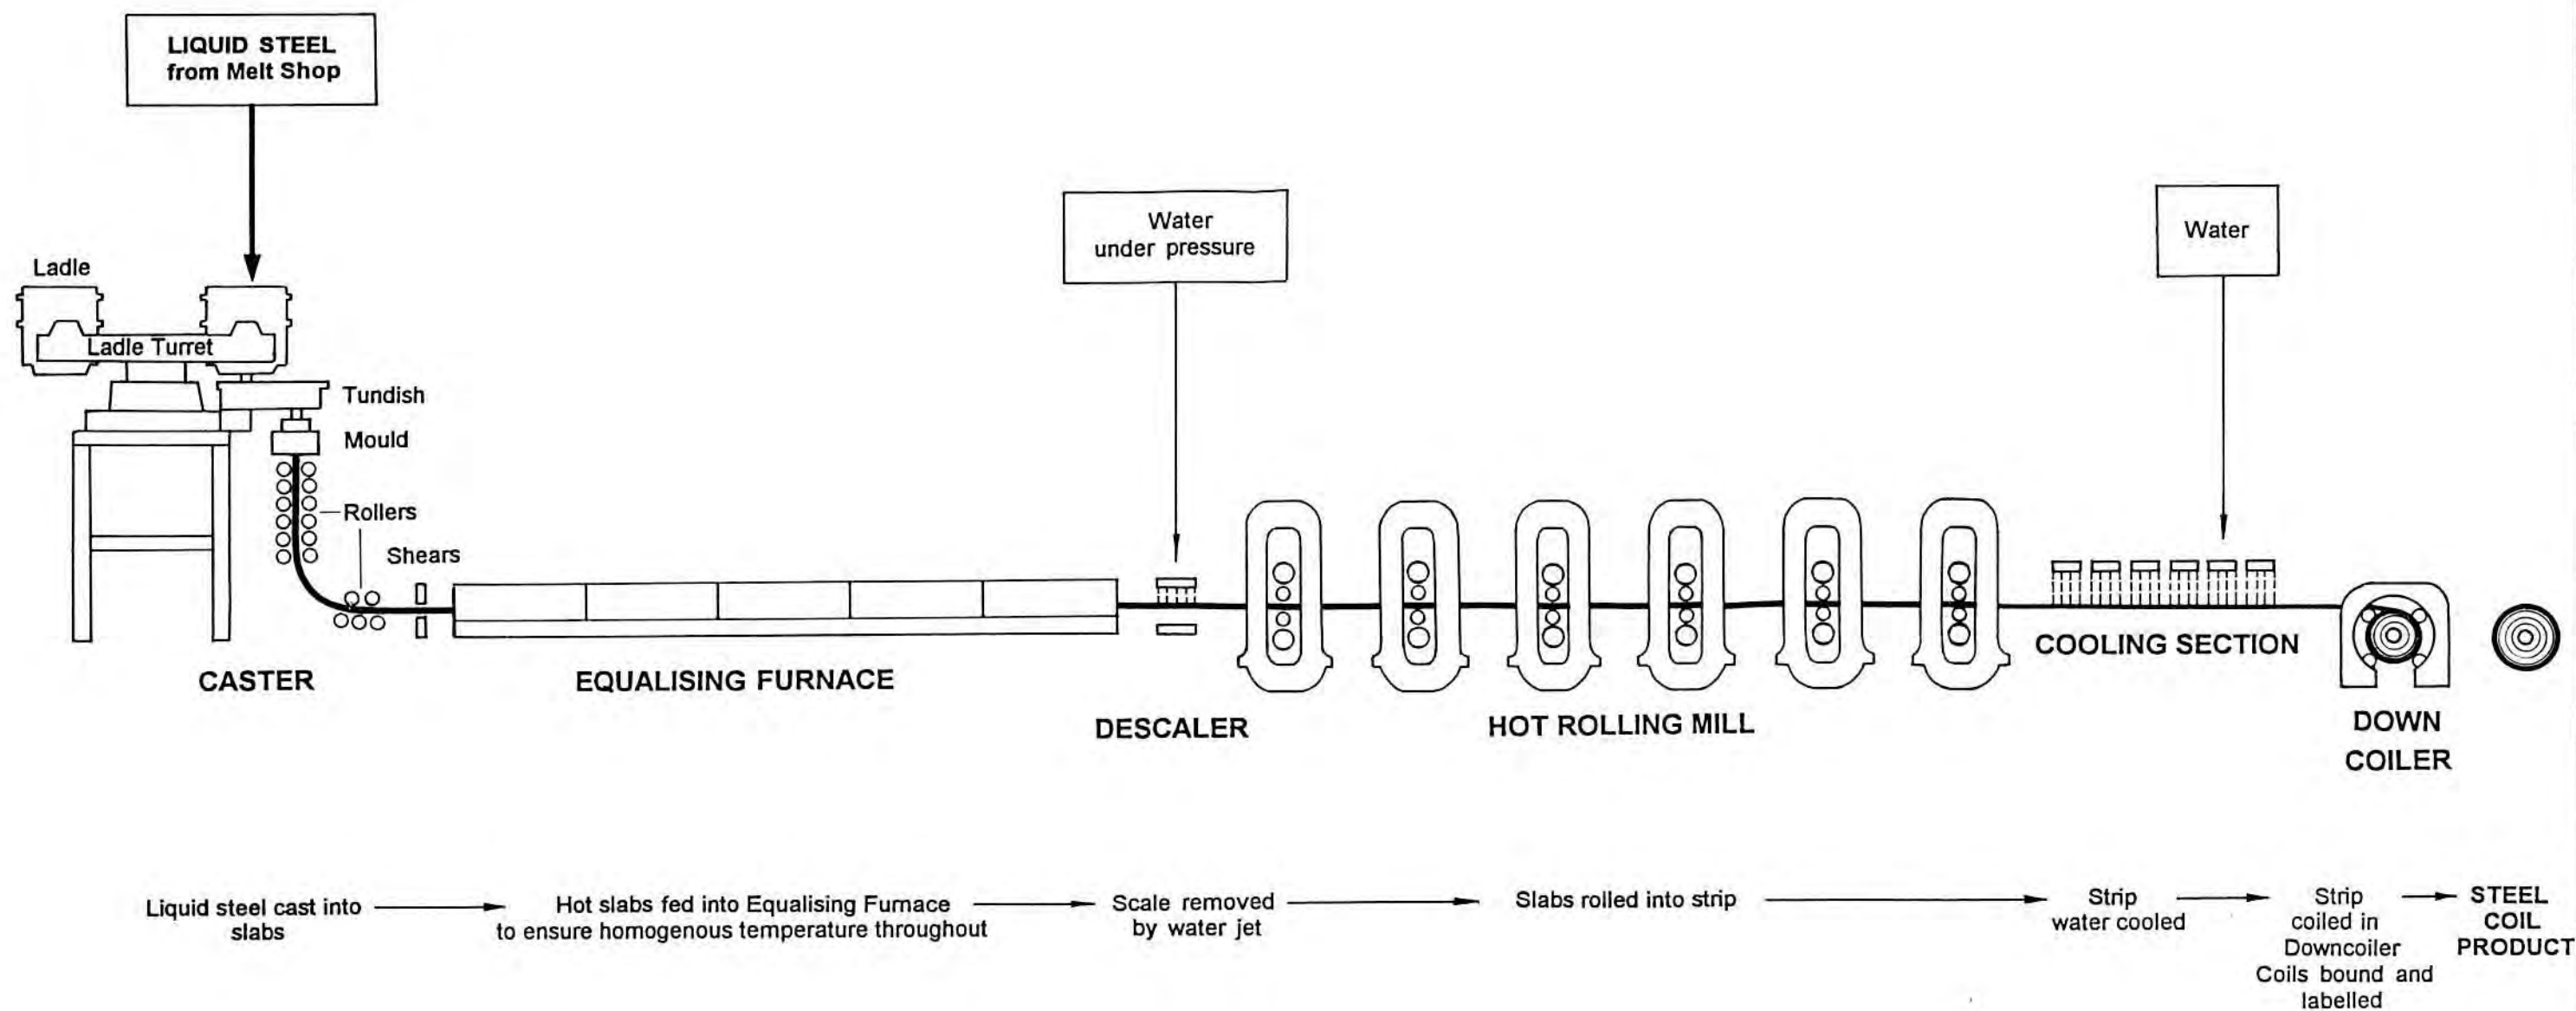 LIQUID STEEL
from Melt Shop
Water
under pressure
Water
Ladle
Ladle Turret
Tundish
Mould
Rollers
Shears
CASTER
EQUALISING FURNACE
DESCALER
HOT ROLLING MILL
COOLING SECTION
DOWN
COILER
Liquid steel cast into
slabs
Hot slabs fed into Equalising Furnace
to ensure homogenous temperature throughout
Scale removed
by water jet
Slabs rolled into strip
Strip
water cooled
Strip
coiled in
Downcoiler
Coils bound and
labelled
STEEL
COIL
PRODUCT